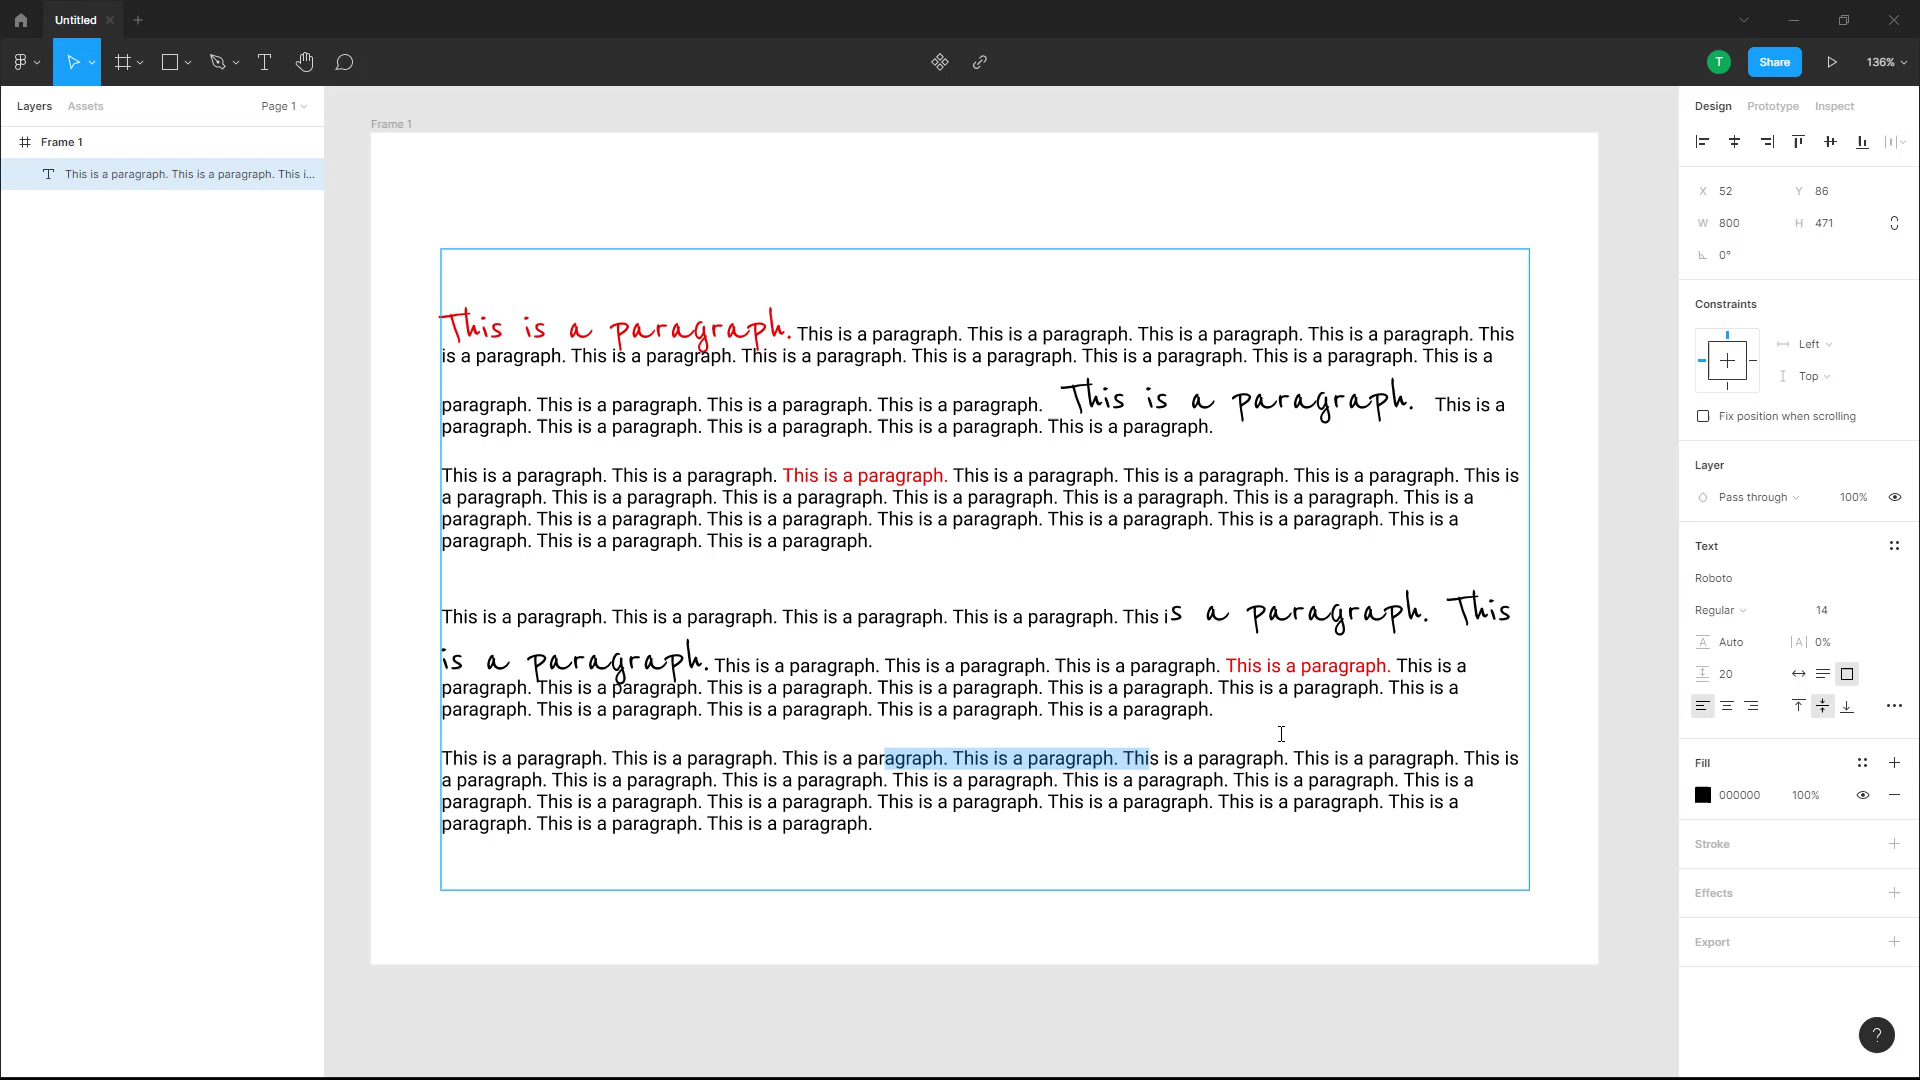 Untitled
T
Share
136%
Layers
Assets
Page 1
Design
Prototype
Inspect
Frame 1
This is a paragraph. This is a paragraph. This i...
Frame 1
This is a paragraph. This is a paragraph. This is a paragraph. This is a paragraph. This is a paragraph. This
is a paragraph. This is a paragraph. This is a paragraph. This is a paragraph. This is a paragraph. This is a paragraph. This is a
paragraph. This is a paragraph. This is a paragraph. This is a paragraph. This is a paragraph. This is a
paragraph. This is a paragraph. This is a paragraph. This is a paragraph. This is a paragraph.
This is a paragraph. This is a paragraph. This is a paragraph. This is a paragraph. This is a paragraph. This is a paragraph. This is
a paragraph. This is a paragraph. This is a paragraph. This is a paragraph. This is a paragraph. This is a paragraph. This is a
paragraph. This is a paragraph. This is a paragraph. This is a paragraph. This is a paragraph. This is a paragraph. This is a
paragraph. This is a paragraph. This is a paragraph.
This is a paragraph. This is a paragraph. This is a paragraph. This is a paragraph. This is a paragraph. This
is a paragraph. This is a paragraph. This is a paragraph. This is a paragraph. This is a paragraph. This is a
paragraph. This is a paragraph. This is a paragraph. This is a paragraph. This is a paragraph. This is a paragraph. This is a
paragraph. This is a paragraph. This is a paragraph. This is a paragraph. This is a paragraph.
This is a paragraph. This is a paragraph. This is a paragraph. This is a paragraph. This is a paragraph. This is a paragraph. This is
a paragraph. This is a paragraph. This is a paragraph. This is a paragraph. This is a paragraph. This is a paragraph. This is a
paragraph. This is a paragraph. This is a paragraph. This is a paragraph. This is a paragraph. This is a paragraph. This is a
paragraph. This is a paragraph. This is a paragraph.
X 52 Y 86
W 800 H 471
0°
Constraints
Left
Top
Fix position when scrolling
Layer
Pass through 100%
Text
Roboto
Regular 14
A Auto |A| 0%
20
Fill
000000 100%
Stroke
Effects
Export
?